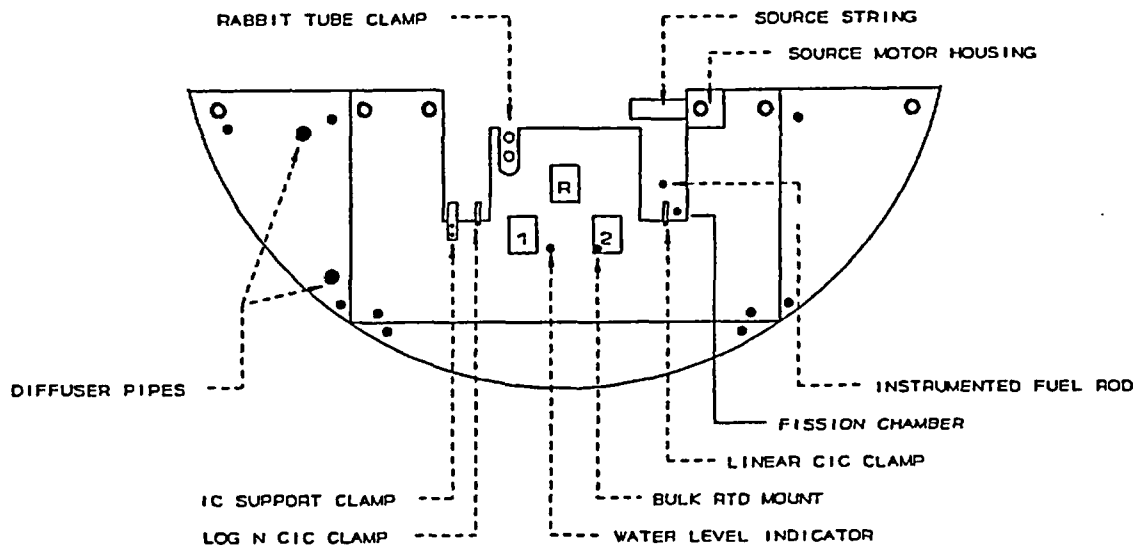 RABBIT TUBE CLAMP
SOURCE STRING
SOURCE MOTOR HOUSING
R
1
2
DIFFUSER PIPES
INSTRUMENTED FUEL ROD
FISSION CHAMBER
LINEAR CIC CLAMP
IC SUPPORT CLAMP
BULK RTD MOUNT
LOG N CIC CLAMP
WATER LEVEL INDICATOR